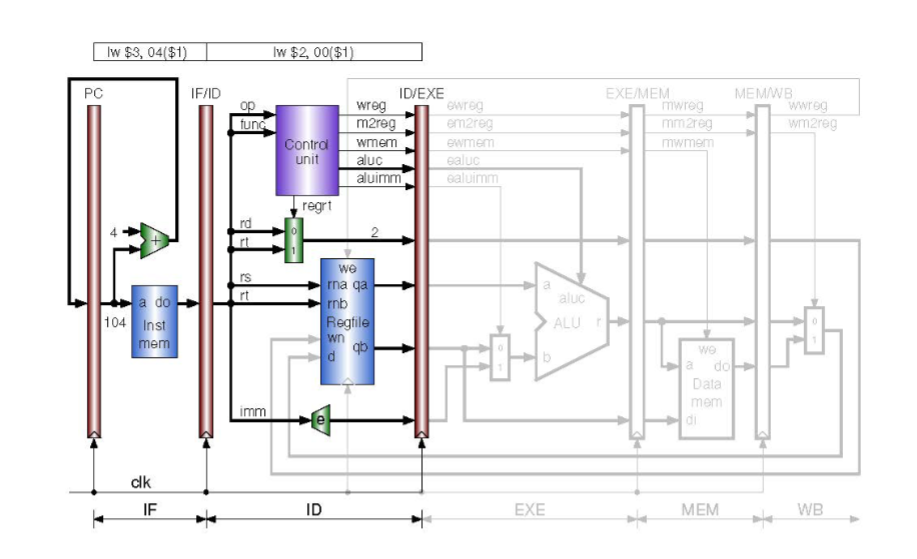 lw $3, 04($1) lw $2, 00($1)
PC IF/ID ID/EXE EXE/MEM MEM/WB
op wreg ewreg mwreg wwreg
func m2reg em2reg mm2reg wm2reg
Control unit wmem ewmem mwmem
aluc ealuc
aluimm ealuimm
regrt
4 + rd 0 2
rt 1
we
rs rna qa a aluc
a do rt rnb ALU r 0
104 Inst mem Regfile 1
wn qb 0 we
d 1 b a do
Data mem
imm e di
clk
IF ID EXE MEM WB